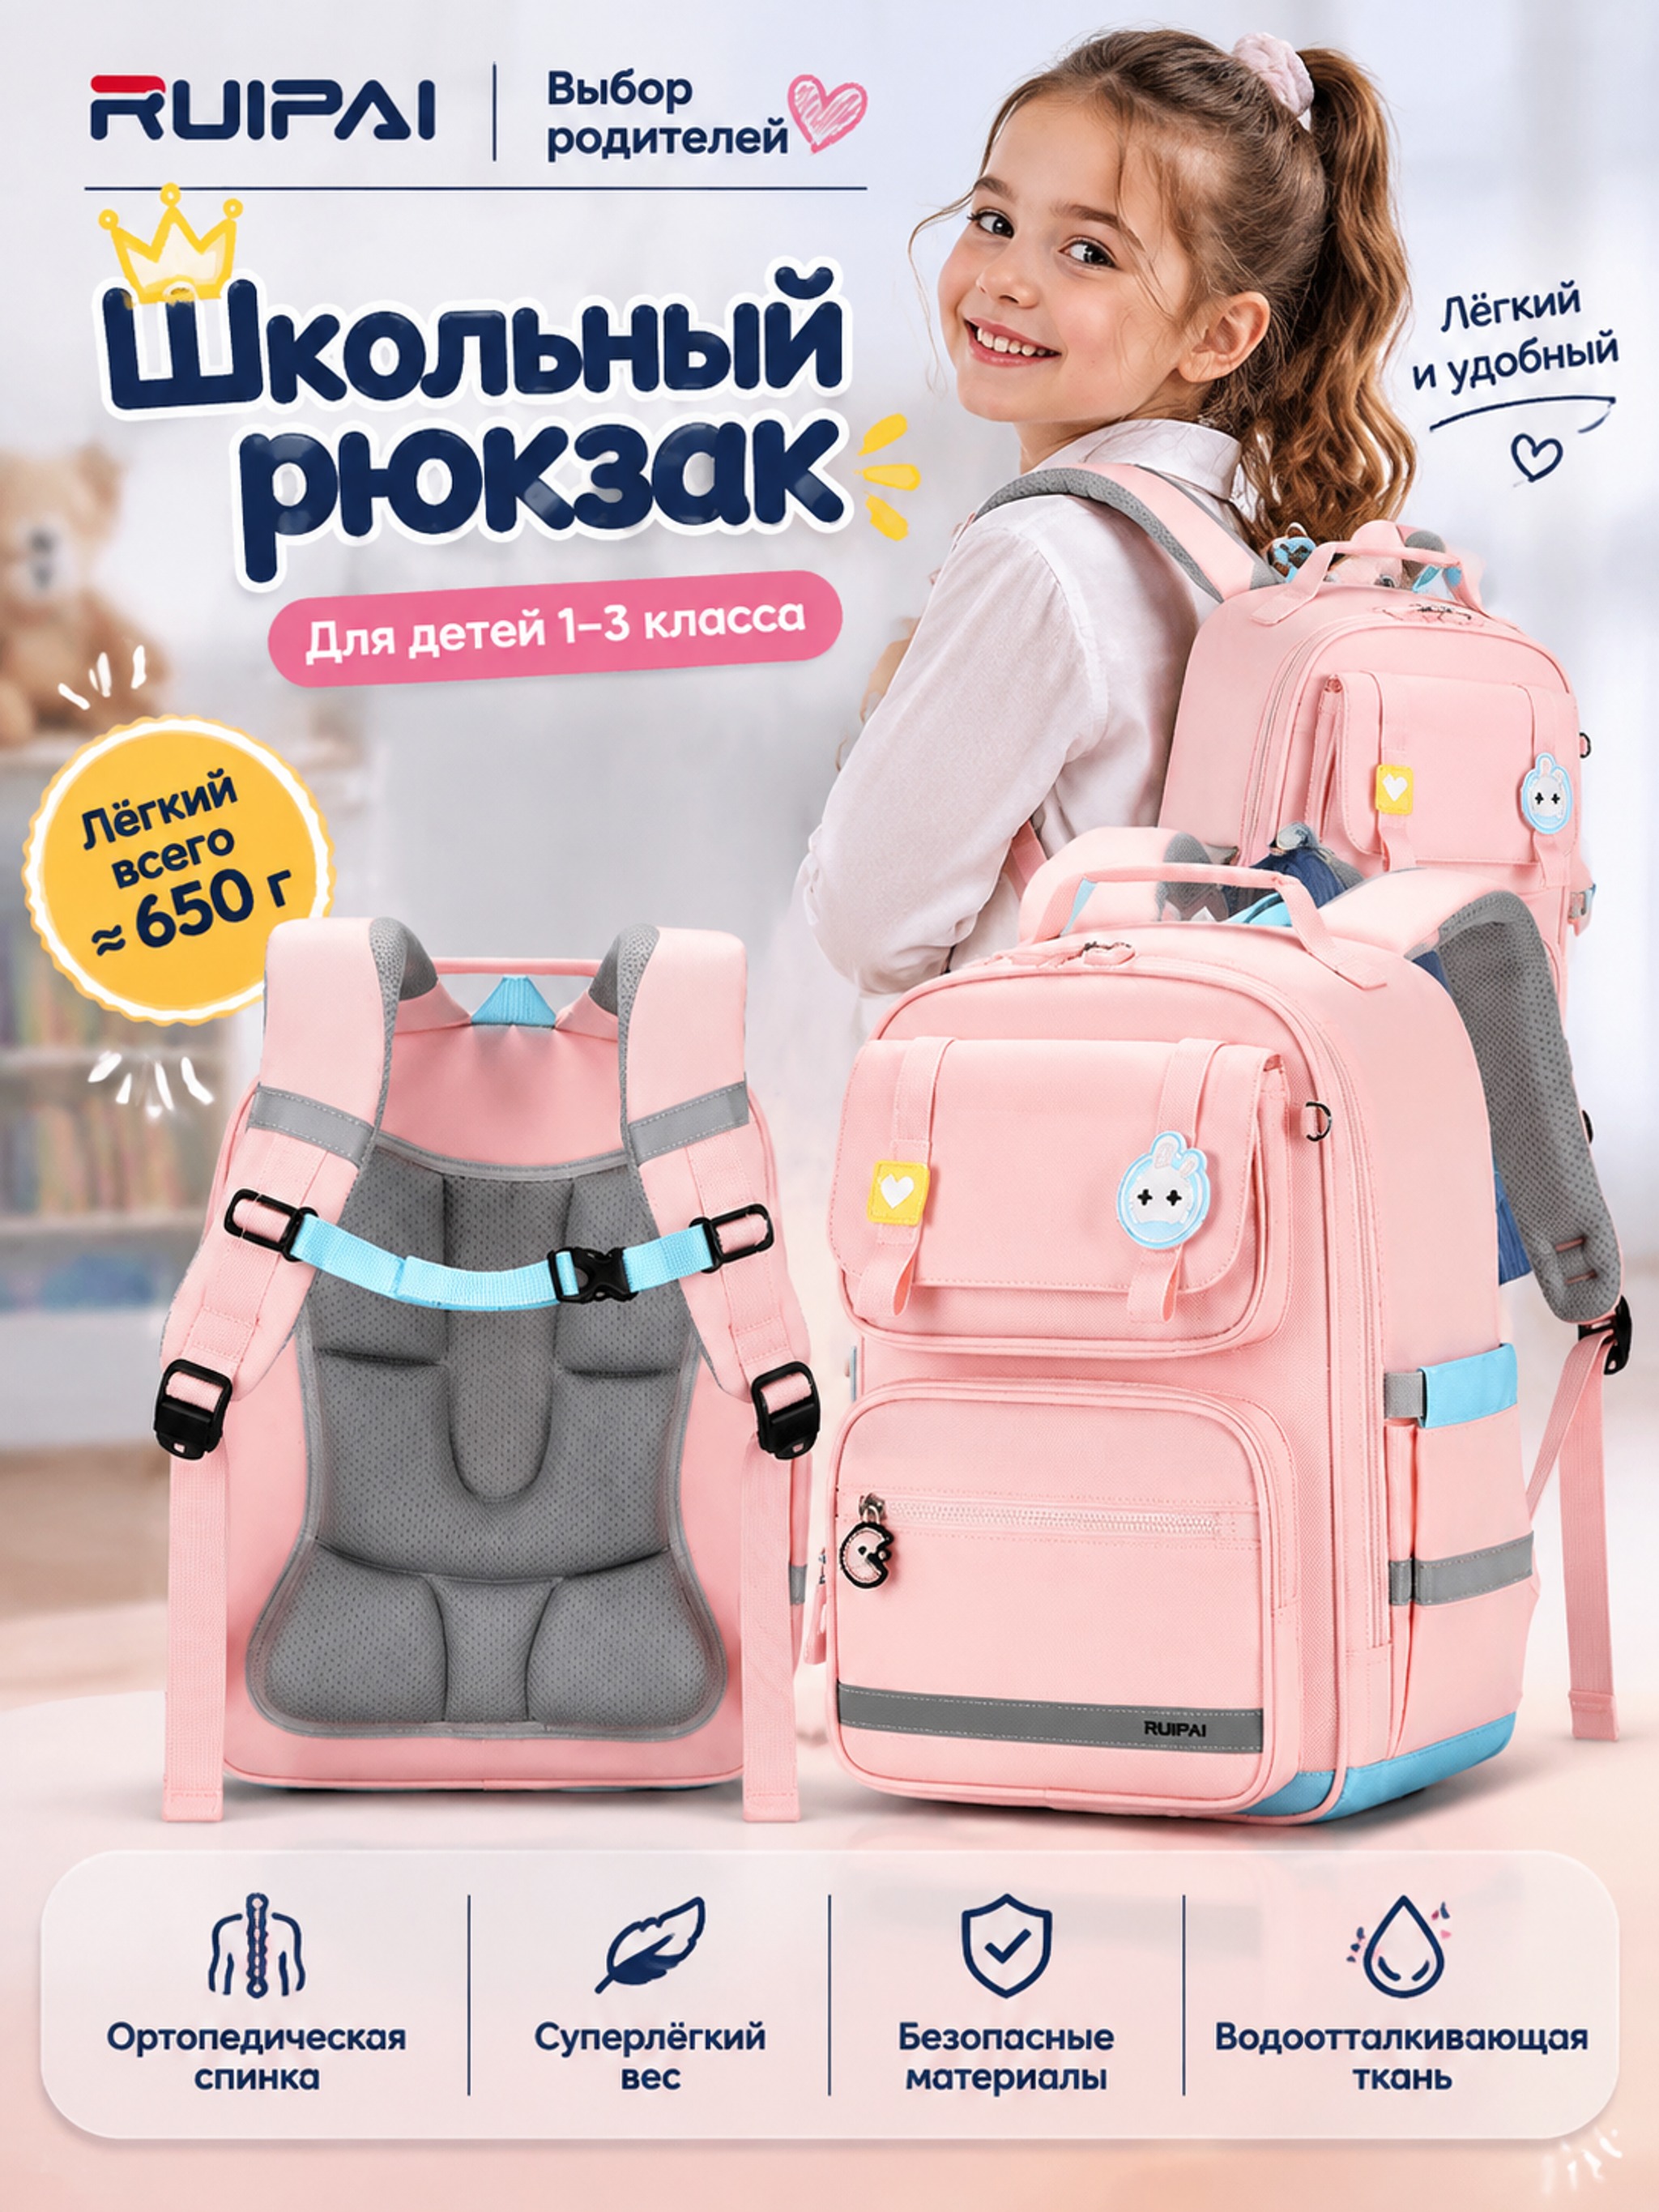 RUIPAI
Выбор
родителей
Школьный
рюкзак
Для детей 1–3 класса
Лёгкий
и удобный
Лёгкий
всего
≈ 650 г
RUIPAI
Ортопедическая
спинка
Суперлёгкий
вес
Безопасные
материалы
Водоотталкивающая
ткань